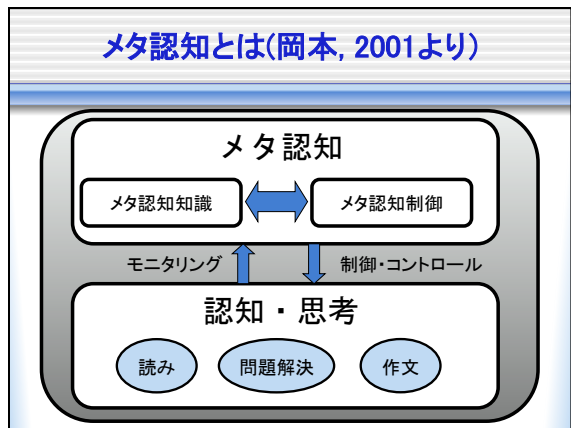 メタ認知とは(岡本, 2001より)
メタ認知
メタ認知知識 メタ認知制御
モニタリング 制御・コントロール
認知・思考
読み 問題解決 作文